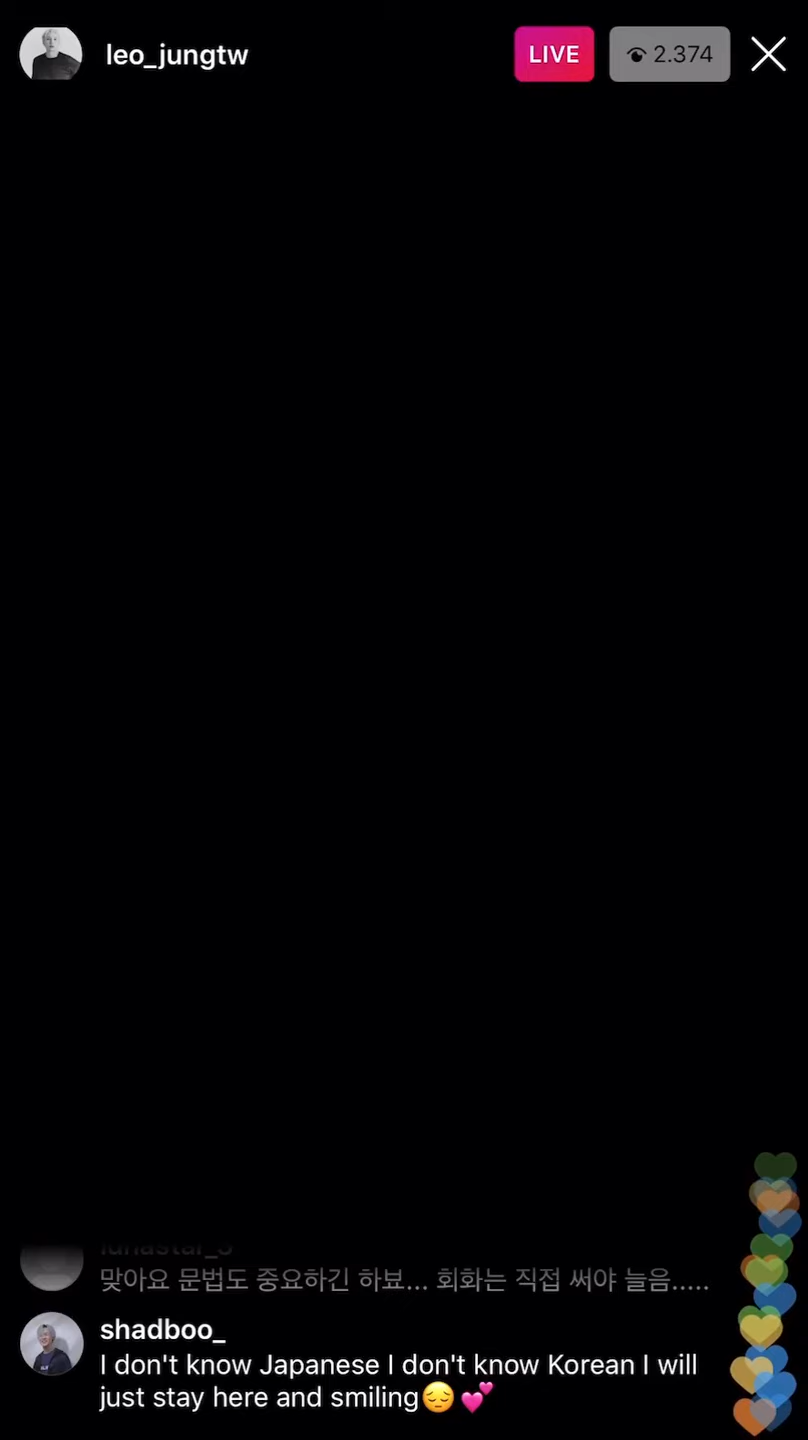 leo_jungtw
LIVE
2.374
맞아요 문법도 중요하긴 하뵤... 회화는 직접 써야 늘음.....
shadboo_
I don't know Japanese I don't know Korean I will
just stay here and smiling😔💕